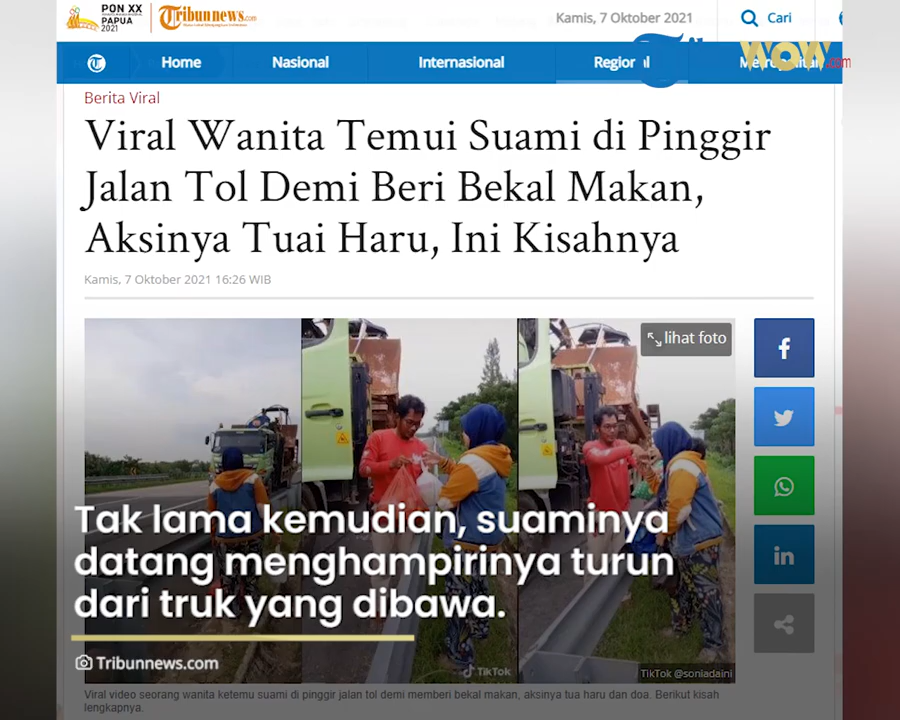 PON XX
PAPUA
2021
Tribunnews.com
Kamis, 7 Oktober 2021
Cari
Home
Nasional
Internasional
Regional
WOW.com
Berita Viral
Viral Wanita Temui Suami di Pinggir
Jalan Tol Demi Beri Bekal Makan,
Aksinya Tuai Haru, Ini Kisahnya
Kamis, 7 Oktober 2021 16:26 WIB
lihat foto
Tak lama kemudian, suaminya
datang menghampirinya turun
dari truk yang dibawa.
Tribunnews.com
TikTok
TikTok @soniadaini
Viral video seorang wanita ketemu suami di pinggir jalan tol demi memberi bekal makan, aksinya tua haru dan doa. Berikut kisah
lengkapnya.